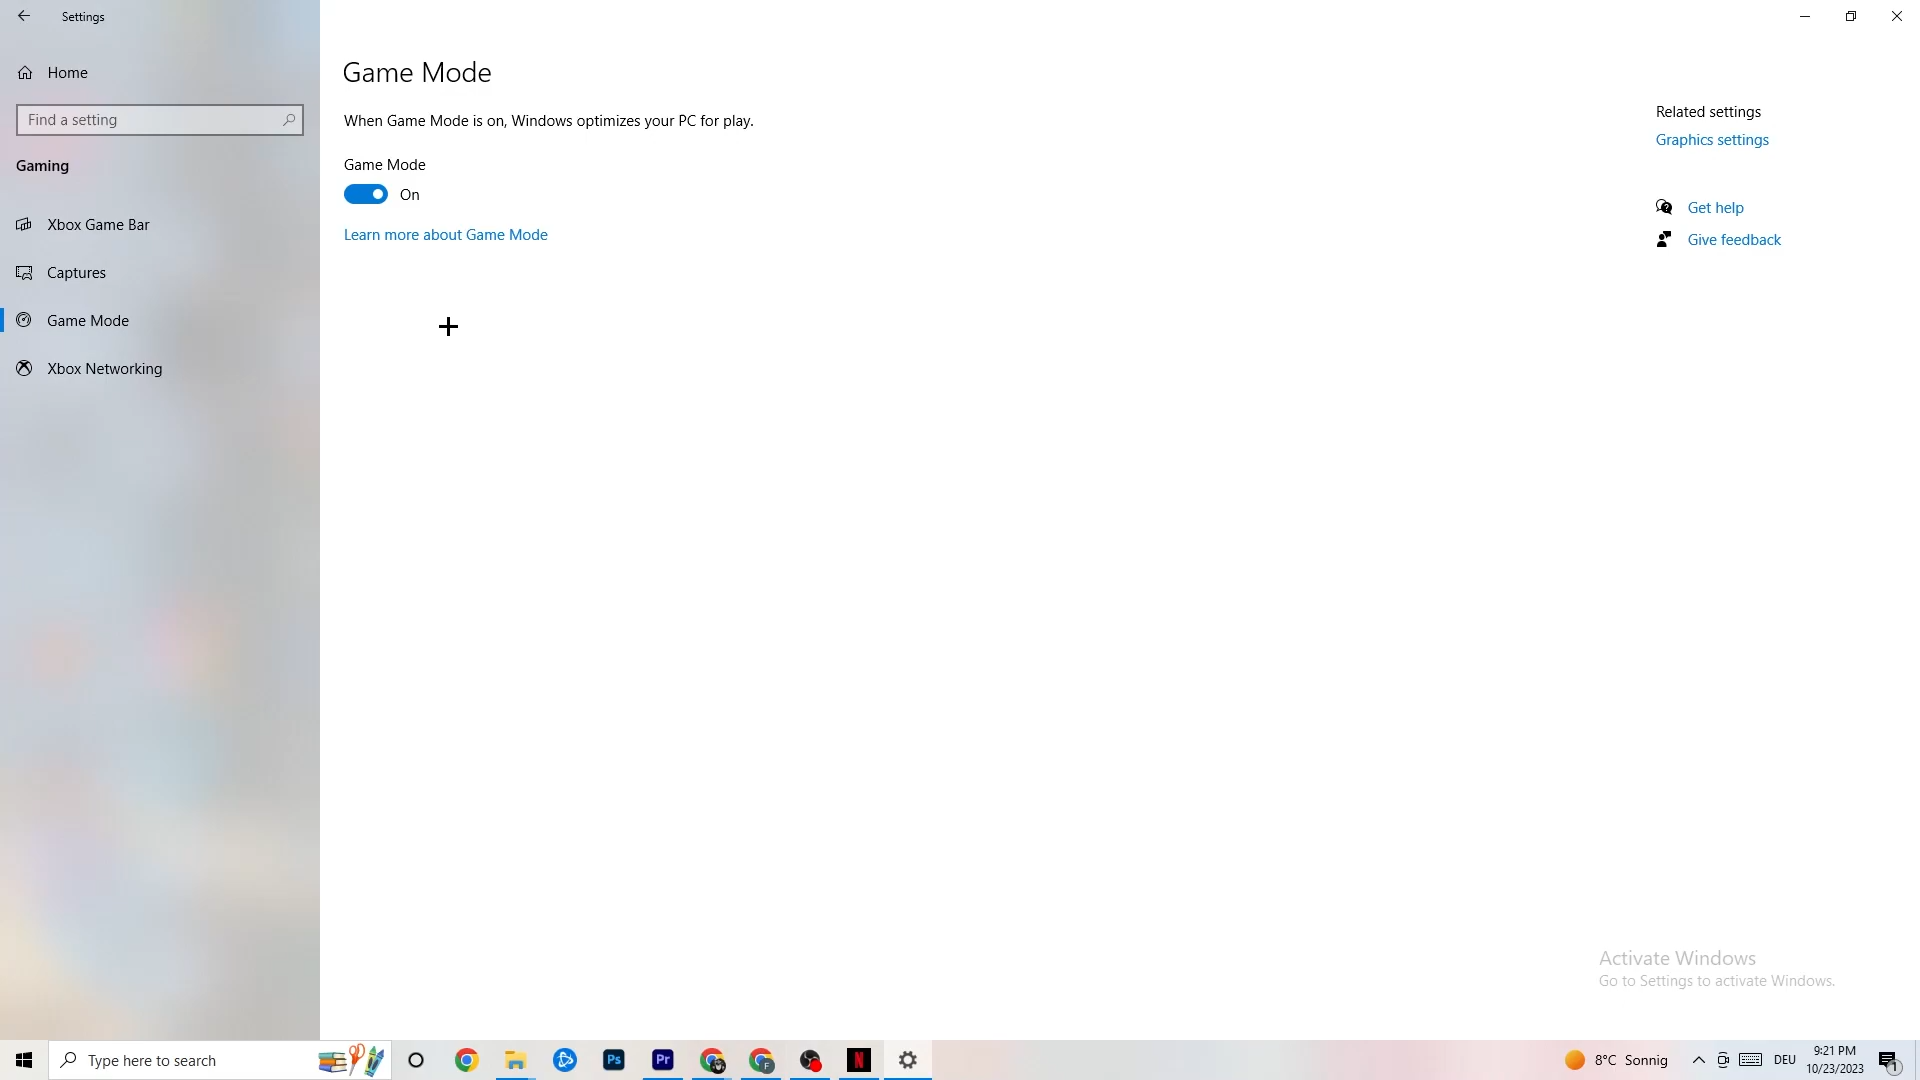 Settings
Home
Find a setting
Gaming
Xbox Game Bar
Captures
Game Mode
Xbox Networking
Game Mode
When Game Mode is on, Windows optimizes your PC for play.
Game Mode
On
Learn more about Game Mode
Related settings
Graphics settings
Get help
Give feedback
Activate Windows
Go to Settings to activate Windows.
Type here to search
Ps
Pr
F
N
8°C Sonnig
DEU
9:21 PM
10/23/2023
1